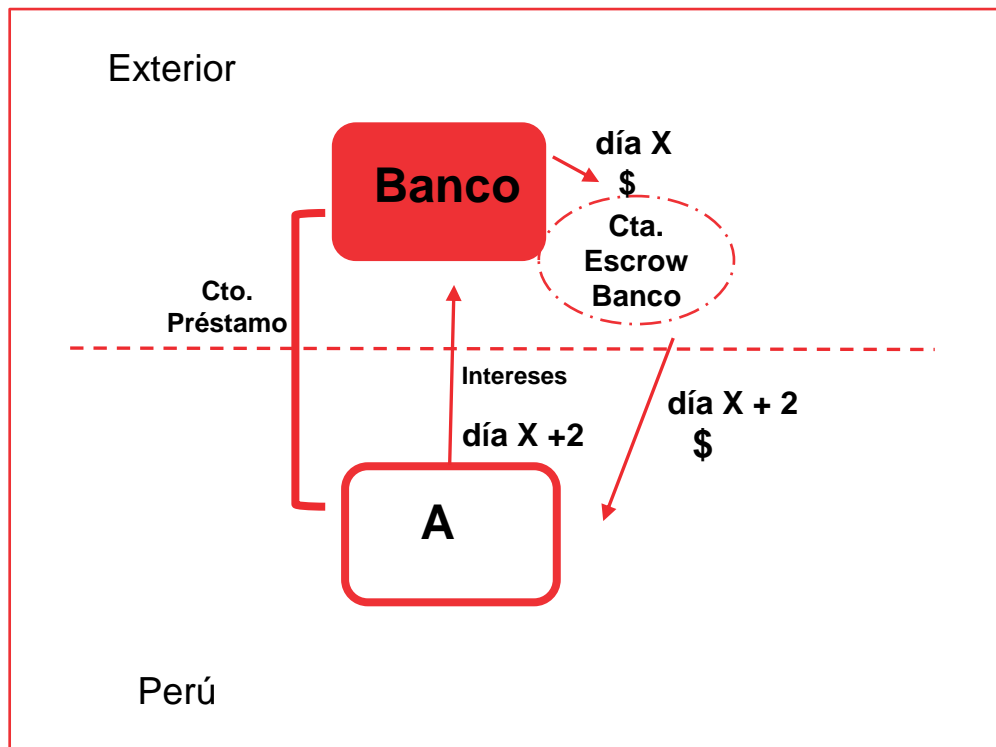 Exterior
día X
$
Banco
Cta.
Escrow
Banco
Cto.
Préstamo
Intereses
día X +2
día X + 2
$
A
Perú